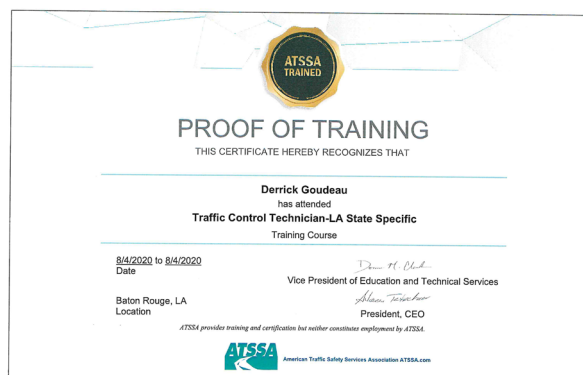 ATSSA
TRAINED
PROOF OF TRAINING
THIS CERTIFICATE HEREBY RECOGNIZES THAT
Derrick Goudeau
has attended
Traffic Control Technician-LA State Specific
Training Course
8/4/2020 to 8/4/2020
Date
Vice President of Education and Technical Services
Baton Rouge, LA
Location
President, CEO
ATSSA provides training and certification but neither constitutes employment by ATSSA.
ATSSA
American Traffic Safety Services Association ATSSA.com